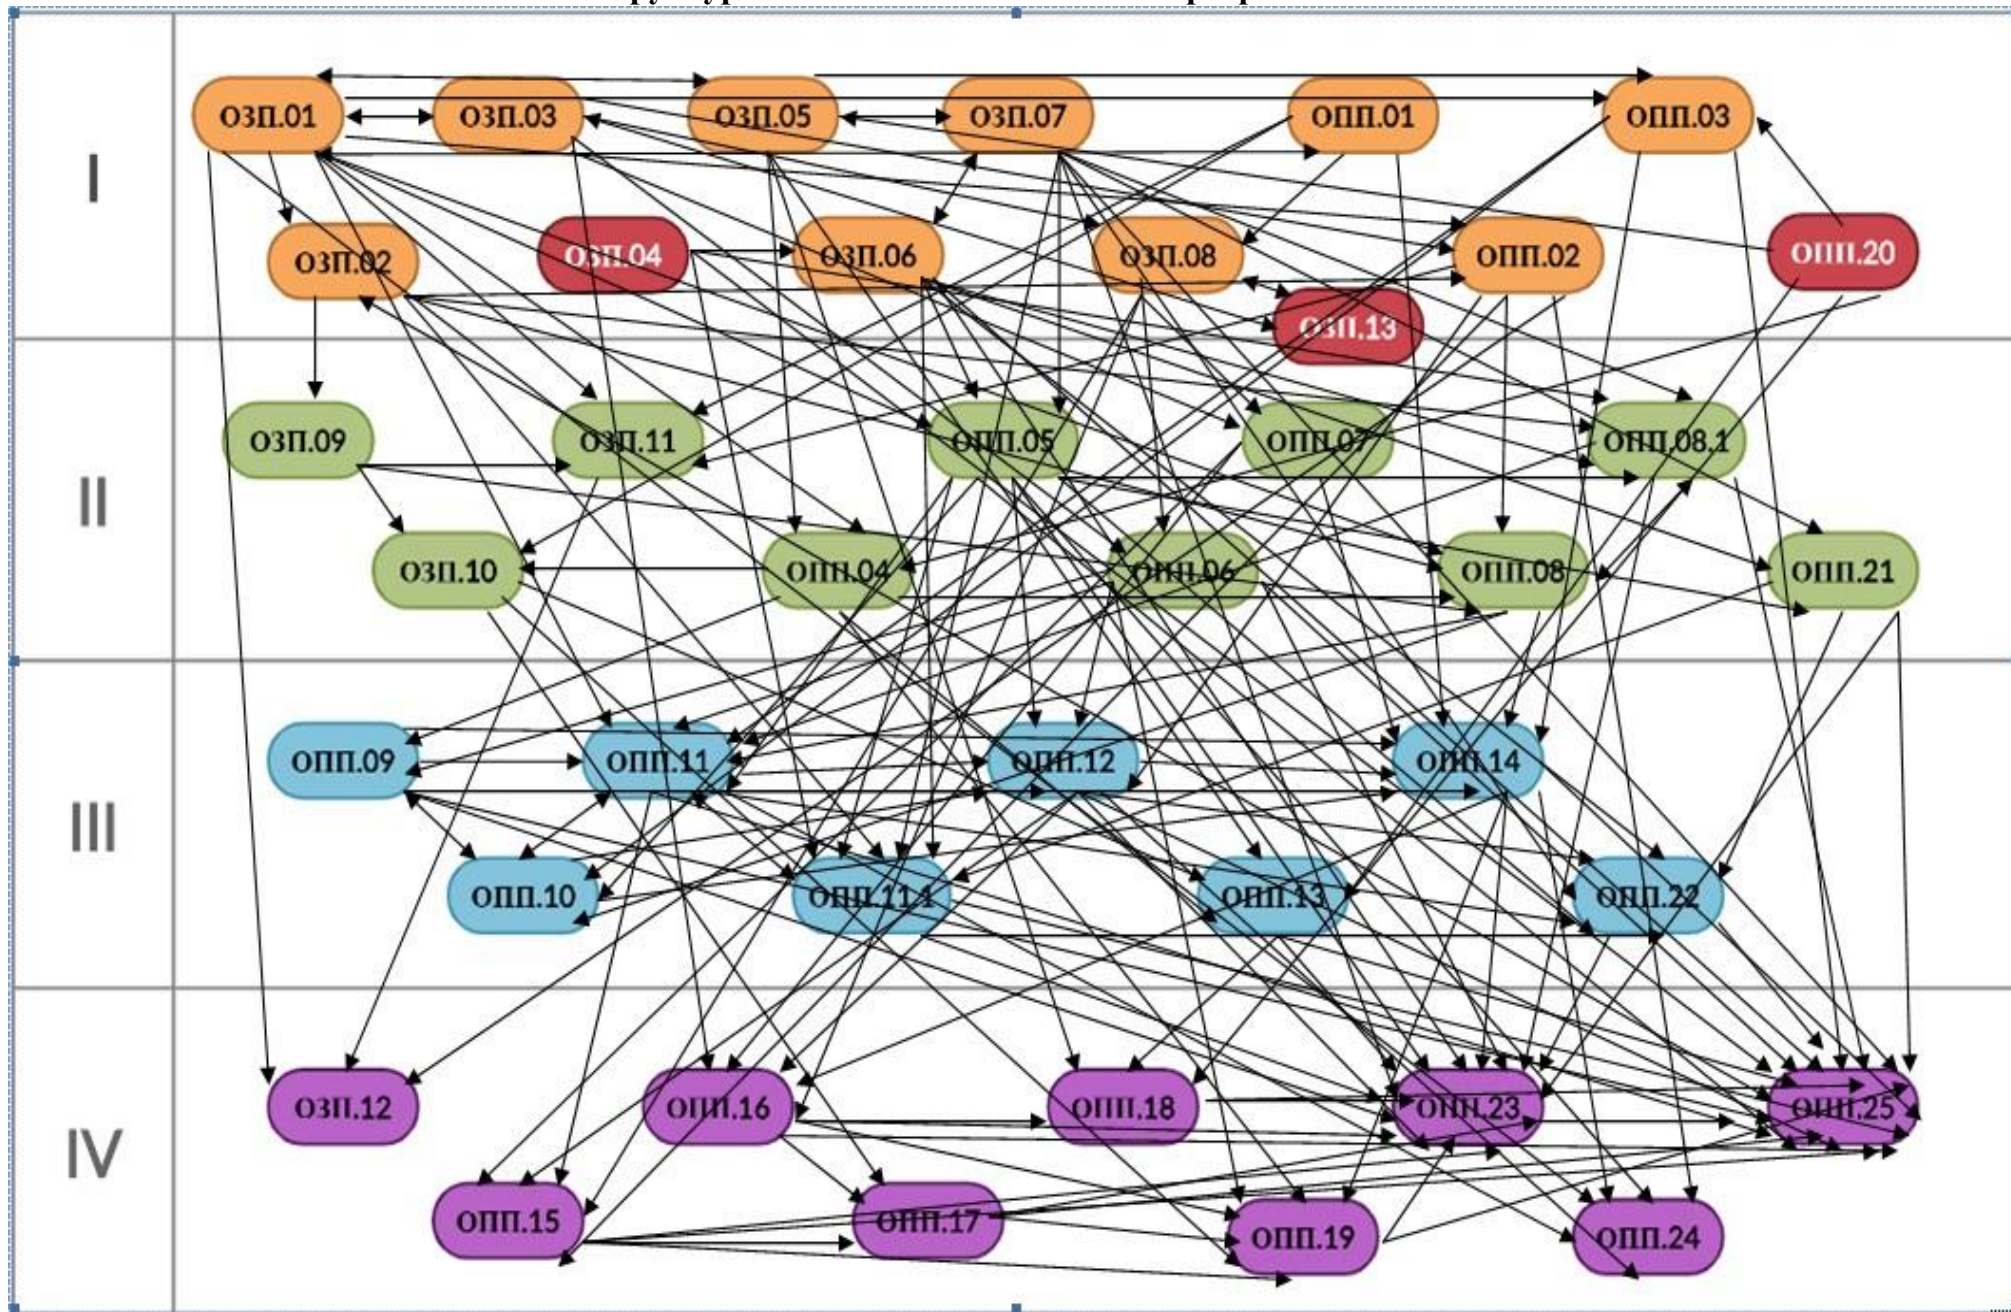 I
ОЗП.01 ОЗП.03 ОЗП.05 ОЗП.07 ОПП.01 ОПП.03
ОЗП.02 ОЗП.04 ОЗП.06 ОЗП.08 ОПП.02 ОПП.20
ОЗП.13
II
ОЗП.09 ОЗП.11 ОПП.05 ОПП.07 ОПП.08.1
ОЗП.10 ОПП.04 ОПП.06 ОПП.08 ОПП.21
III
ОПП.09 ОПП.11 ОПП.12 ОПП.14
ОПП.10 ОПП.11.1 ОПП.13 ОПП.22
IV
ОЗП.12 ОПП.16 ОПП.18 ОПП.23 ОПП.25
ОПП.15 ОПП.17 ОПП.19 ОПП.24